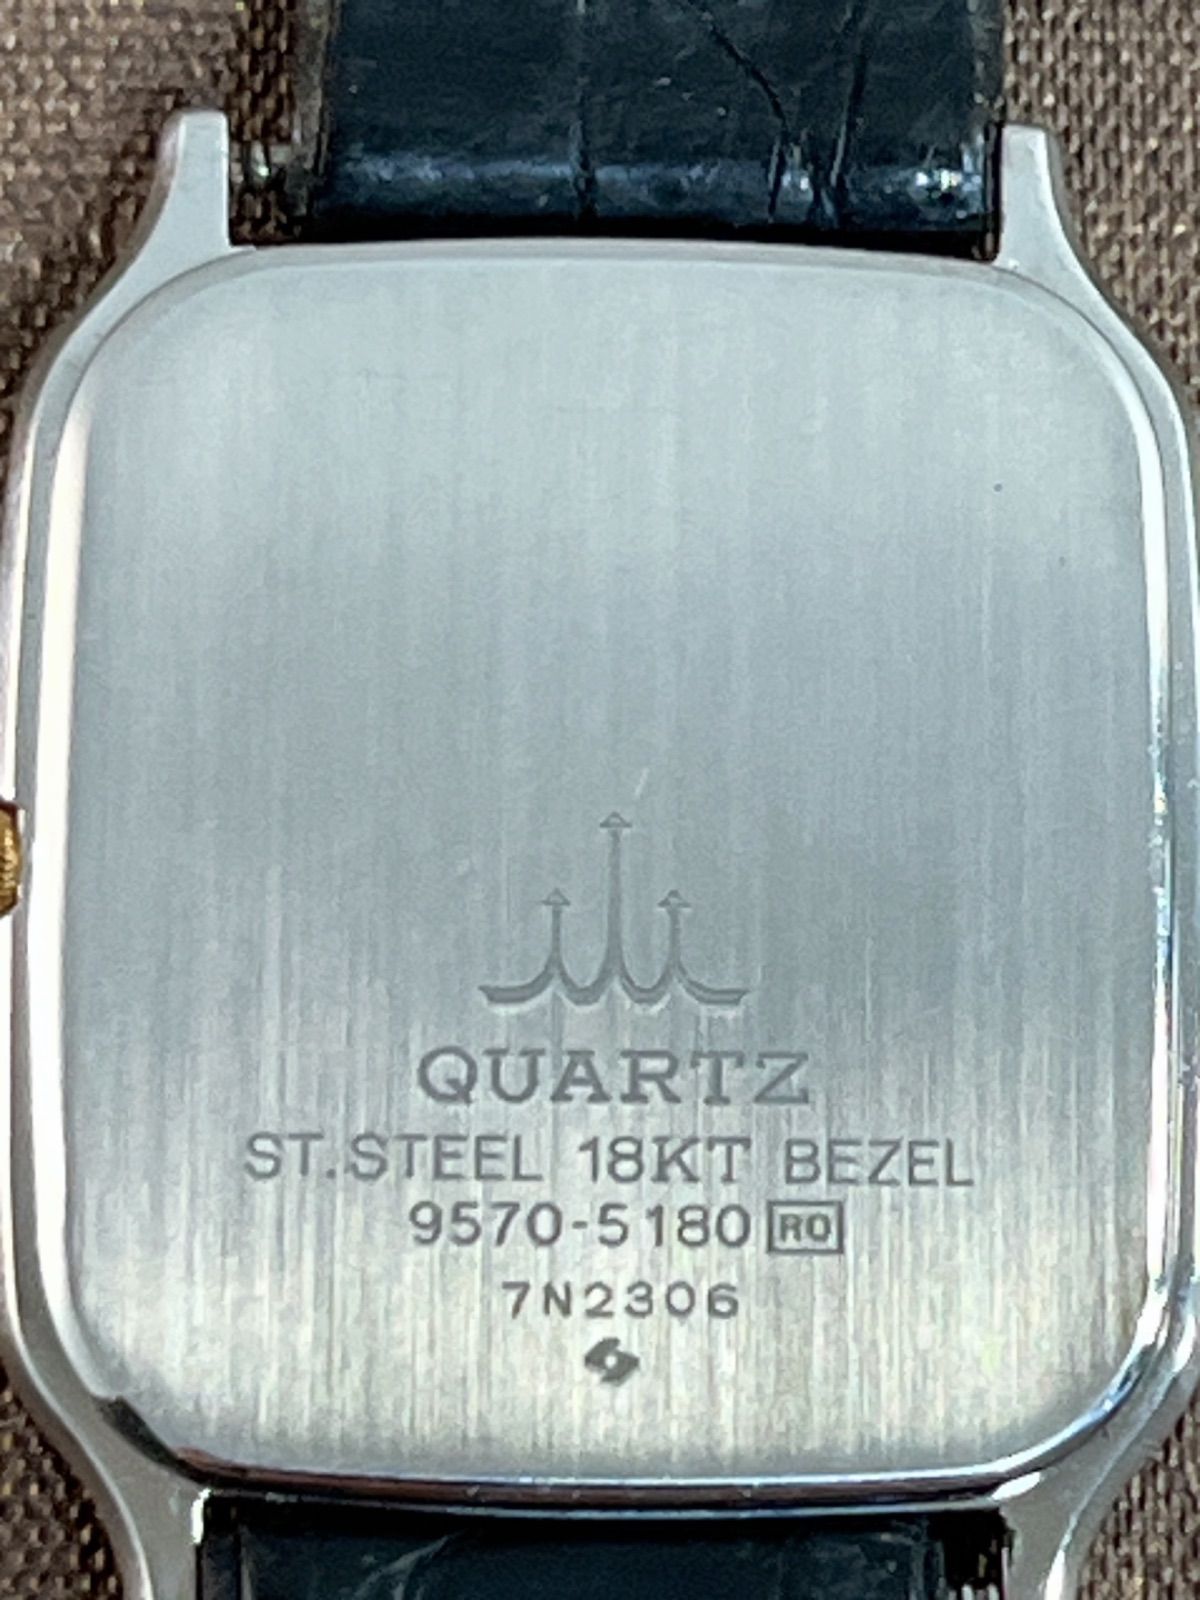 QUARTZ
ST.STEEL 18KT BEZEL
9570-5180 RO
7N2306